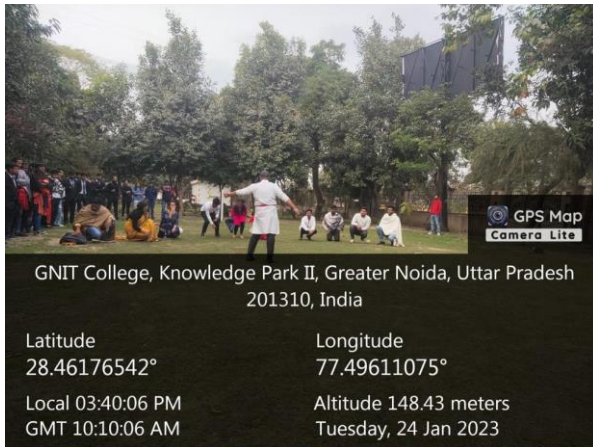 GPS Map
Camera Lite
GNIT College, Knowledge Park II, Greater Noida, Uttar Pradesh
201310, India
Latitude
28.46176542°
Longitude
77.49611075°
Local 03:40:06 PM
GMT 10:10:06 AM
Altitude 148.43 meters
Tuesday, 24 Jan 2023